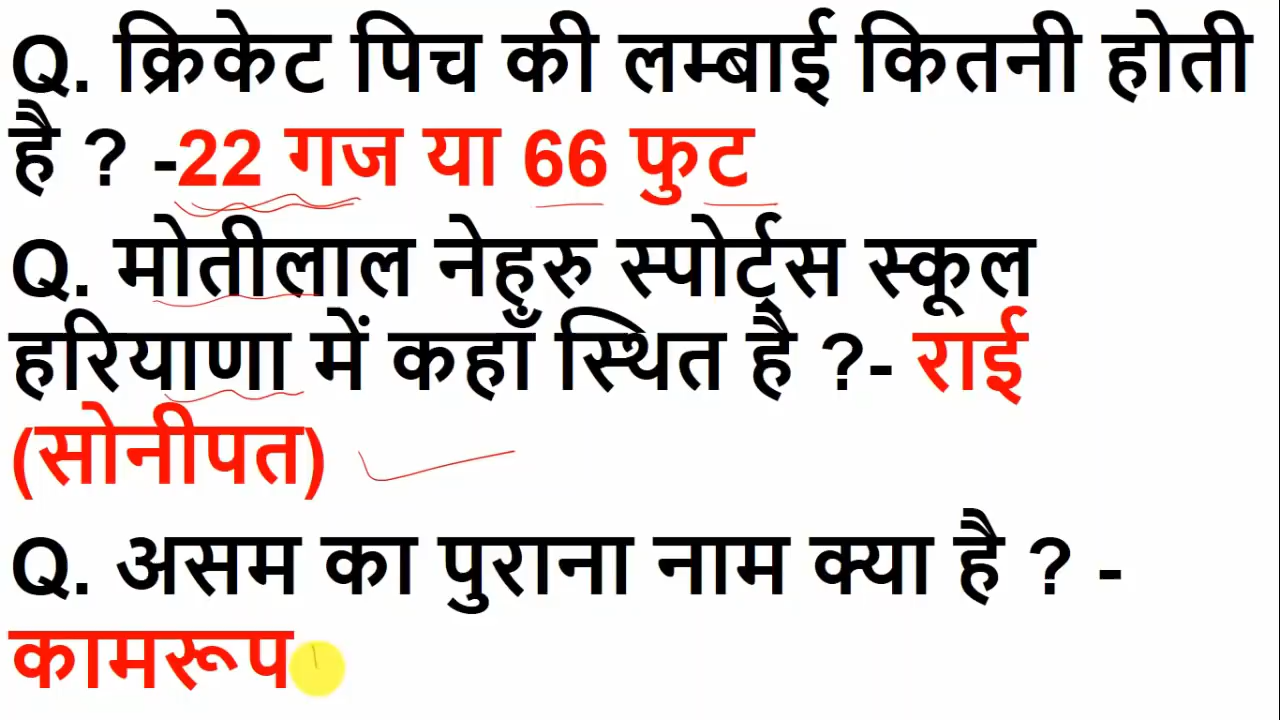 Q. क्रिकेट पिच की लम्बाई कितनी होती
है ? -22 गज या 66 फुट
Q. मोतीलाल नेहरु स्पोर्ट्स स्कूल
हरियाणा में कहाँ स्थित है ?- राई
(सोनीपत)
Q. असम का पुराना नाम क्या है ? -
कामरूप